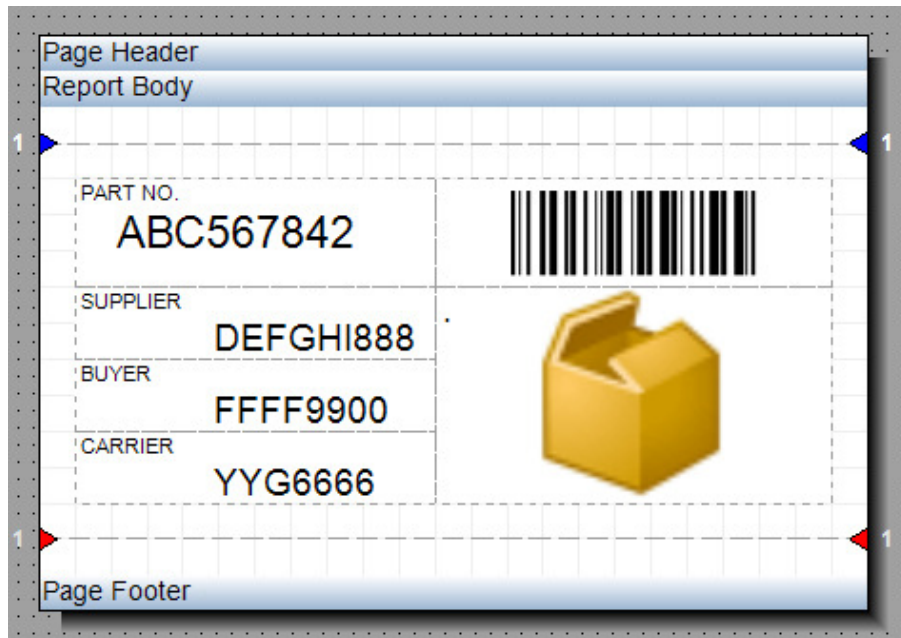 Page Header
Report Body
1 1
PART NO.
ABC567842
SUPPLIER
DEFGHI888
BUYER
FFFF9900
CARRIER
YYG6666
1 1
Page Footer